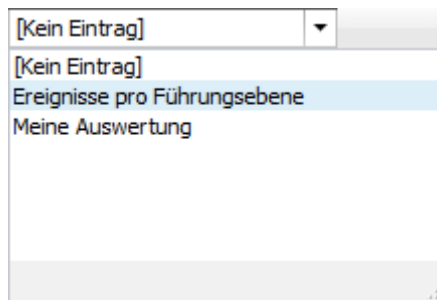 [Kein Eintrag]
[Kein Eintrag]
Ereignisse pro Führungsebene
Meine Auswertung